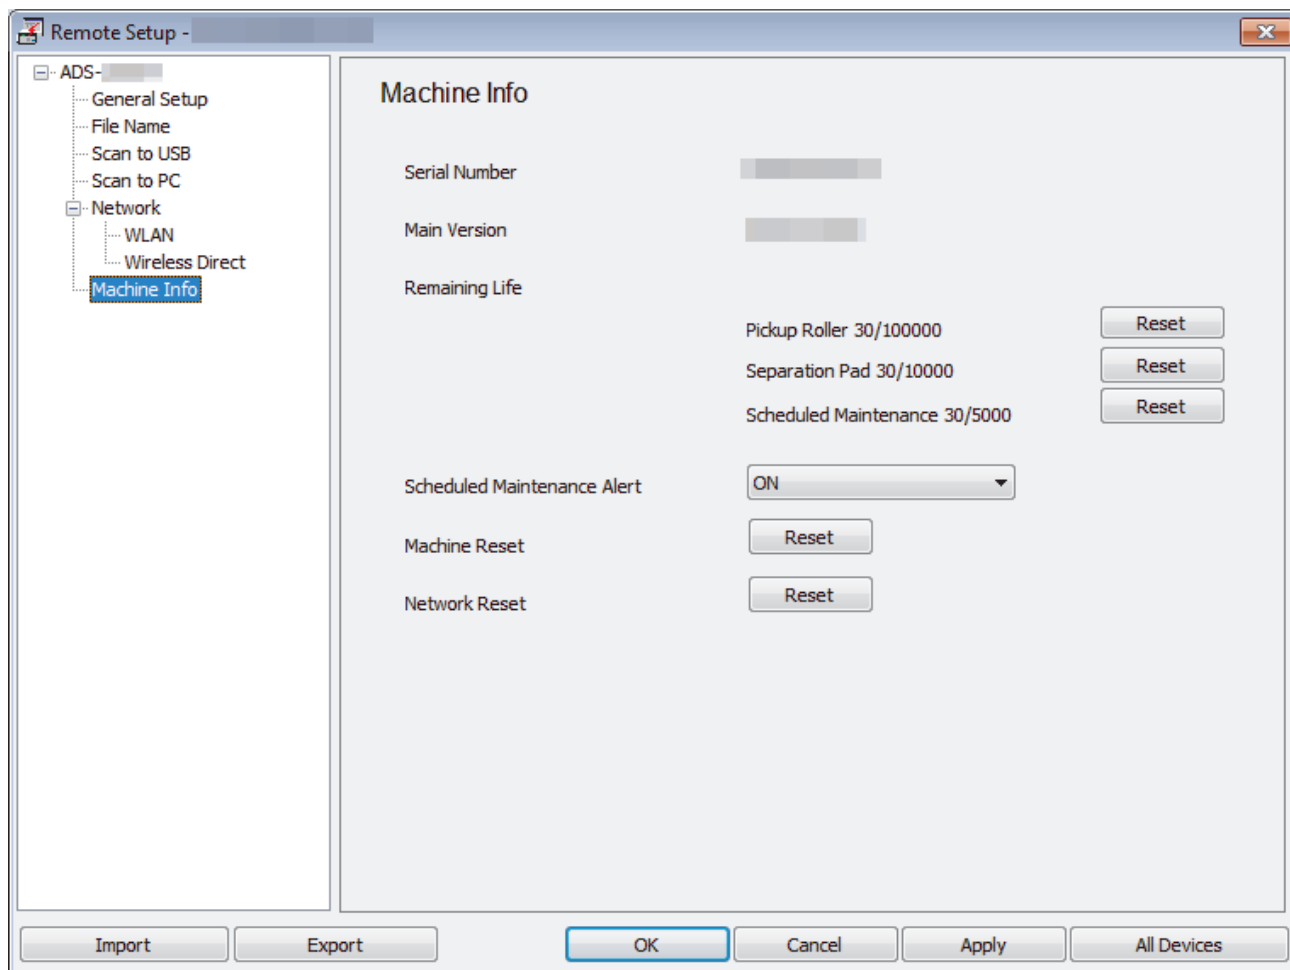 Remote Setup -
ADS-
General Setup
File Name
Scan to USB
Scan to PC
Network
WLAN
Wireless Direct
Machine Info
Machine Info
Serial Number
Main Version
Remaining Life
Pickup Roller 30/100000 Reset
Separation Pad 30/10000 Reset
Scheduled Maintenance 30/5000 Reset
Scheduled Maintenance Alert ON
Machine Reset Reset
Network Reset Reset
Import Export OK Cancel Apply All Devices